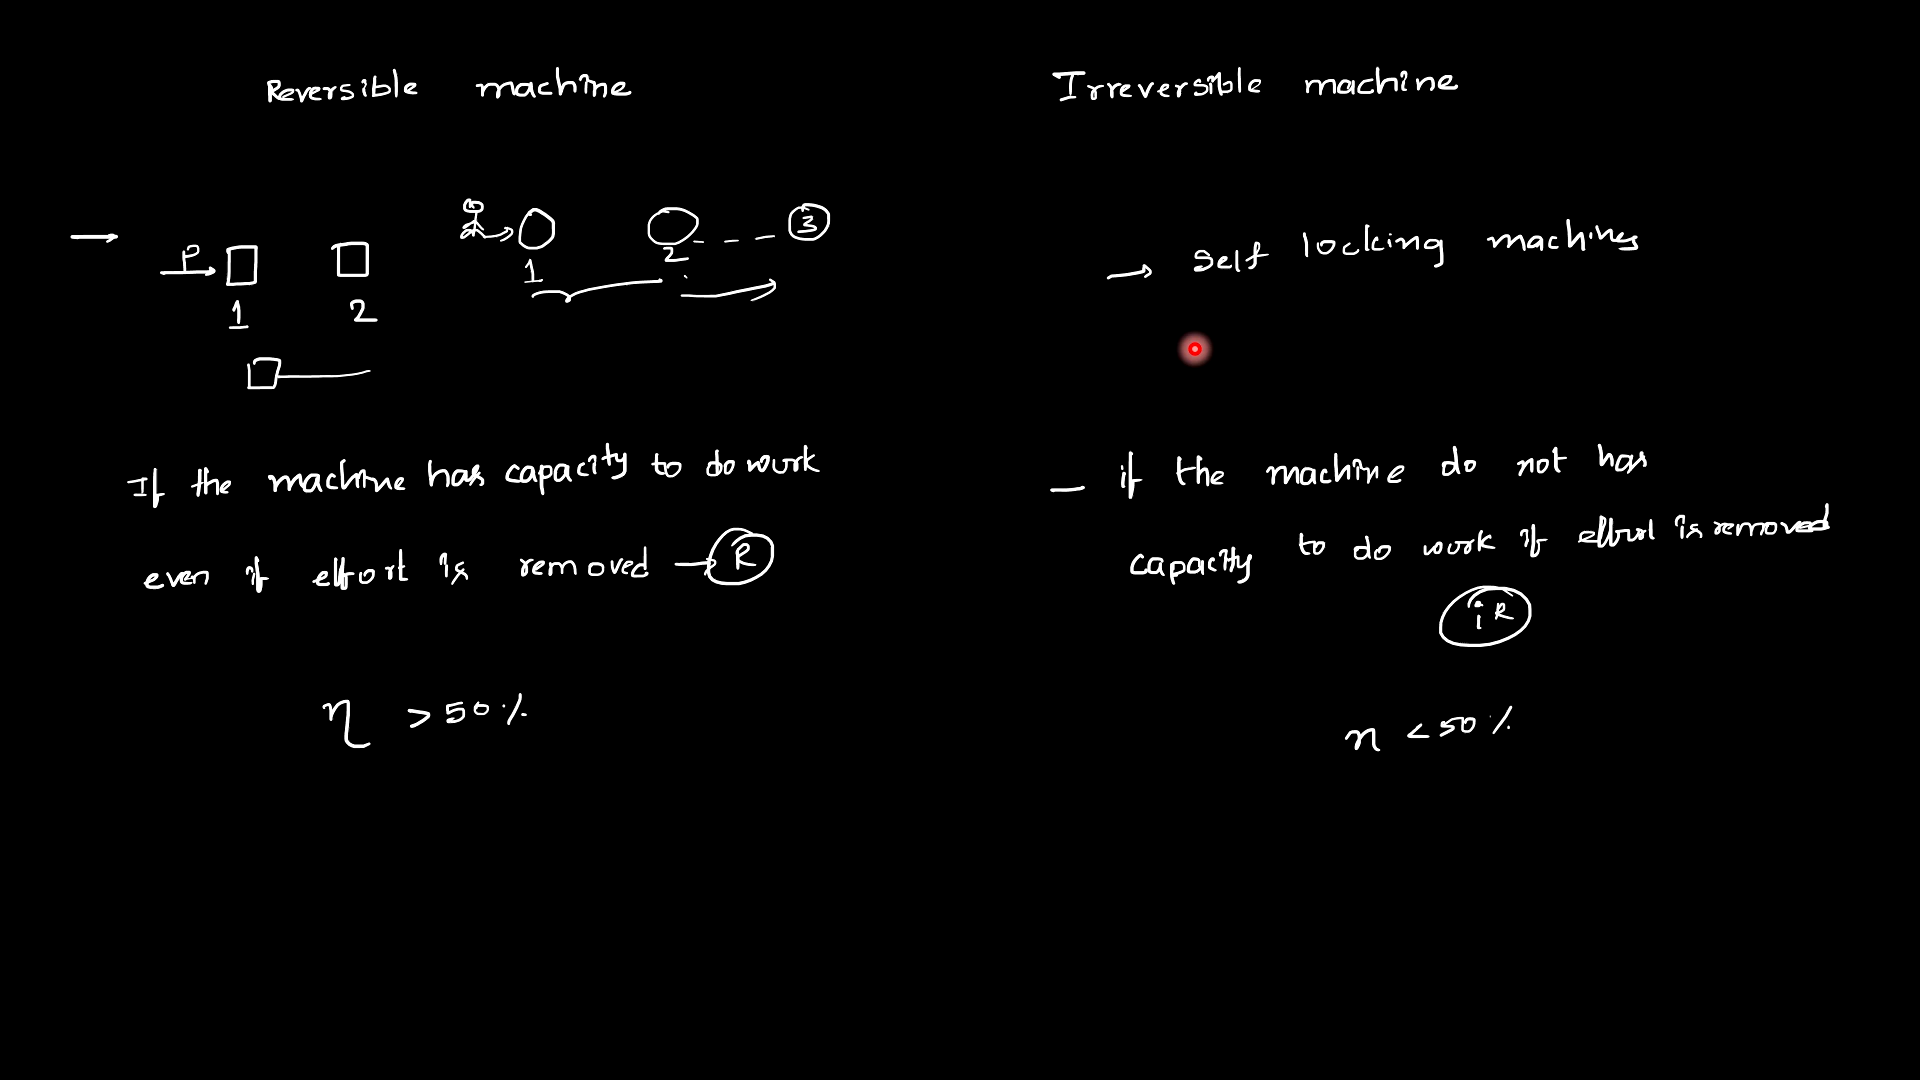 Reversible machine
P
1
2
1
2
3
If the machine has capacity to do work
even if effort is removed → R
η > 50 %
Irreversible machine
→ Self locking machines
– if the machine do not has
capacity to do work if effort is removed
iR
n < 50 %